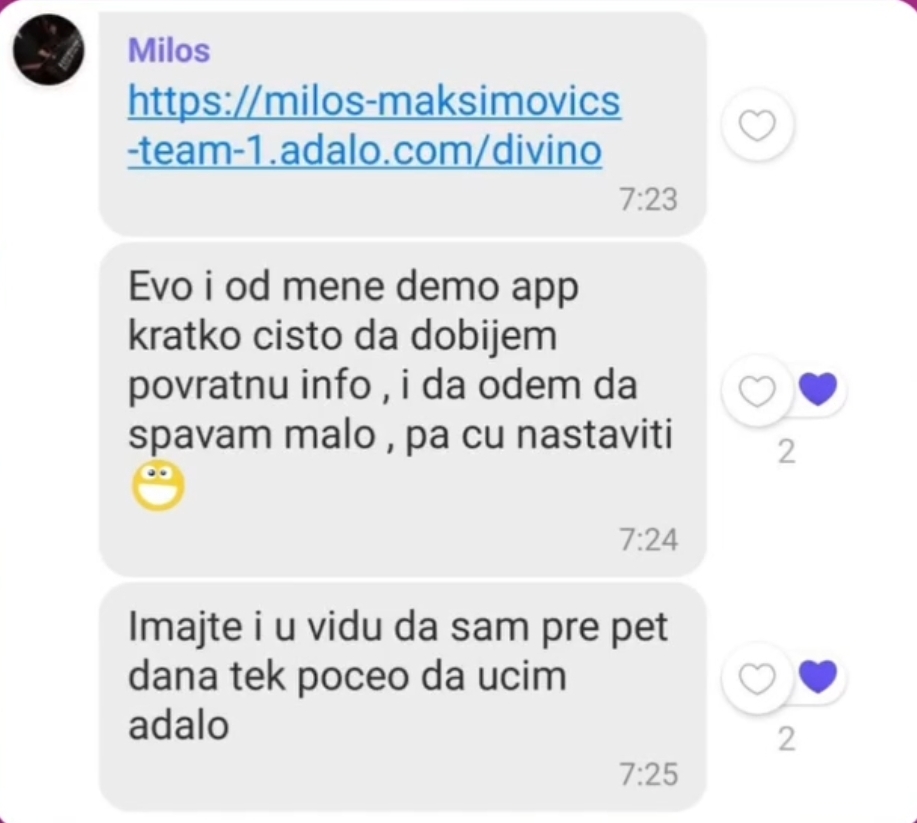 Milos
https://milos-maksimovics
-team-1.adalo.com/divino
7:23
Evo i od mene demo app
kratko cisto da dobijem
povratnu info , i da odem da
spavam malo , pa cu nastaviti
7:24
2
Imajte i u vidu da sam pre pet
dana tek poceo da ucim
adalo
7:25
2